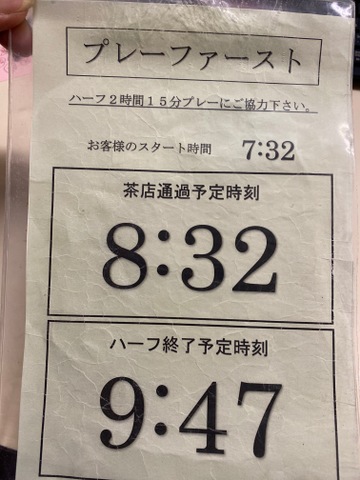 プレーファースト
ハーフ２時間１５分プレーにご協力下さい。
お客様のスタート時間 7:32
茶店通過予定時刻
8:32
ハーフ終了予定時刻
9:47